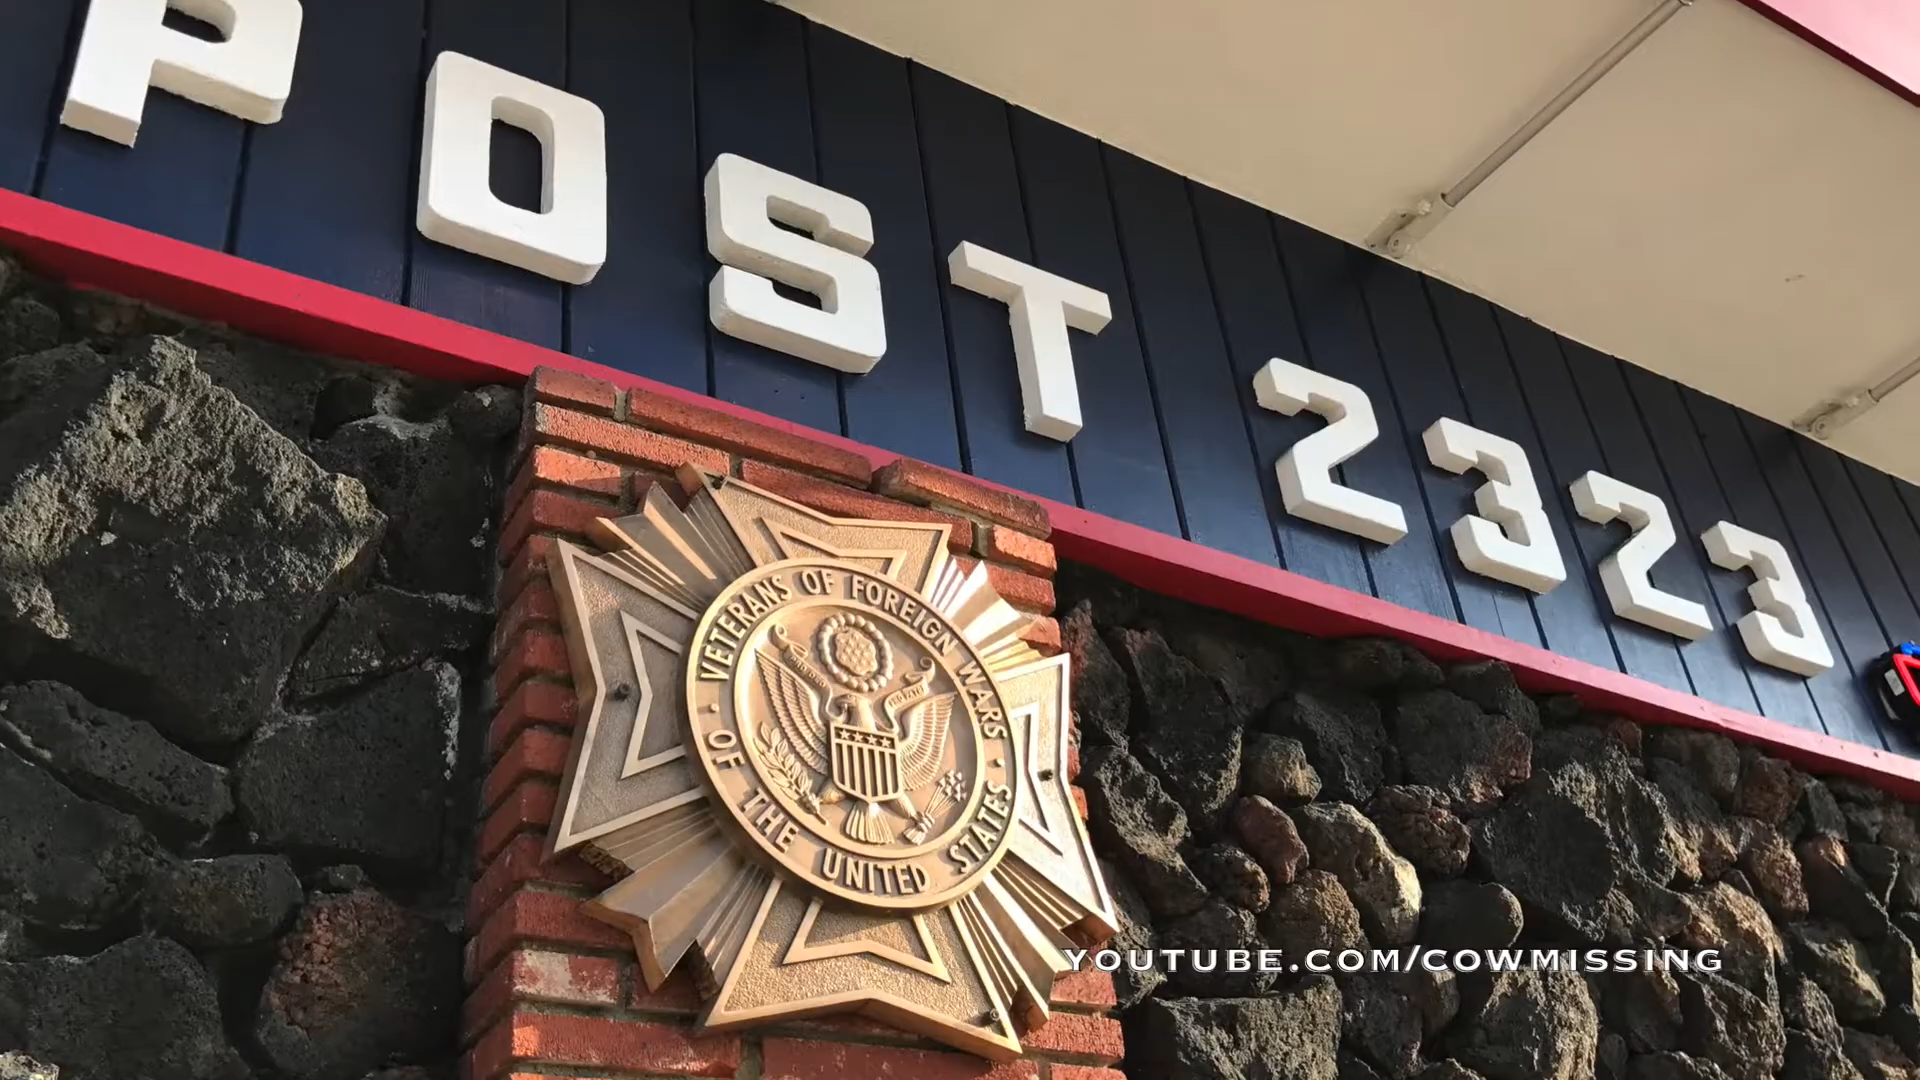 POST 2323
VETERANS OF FOREIGN WARS
OF THE UNITED STATES
YOUTUBE.COM/COWMISSING